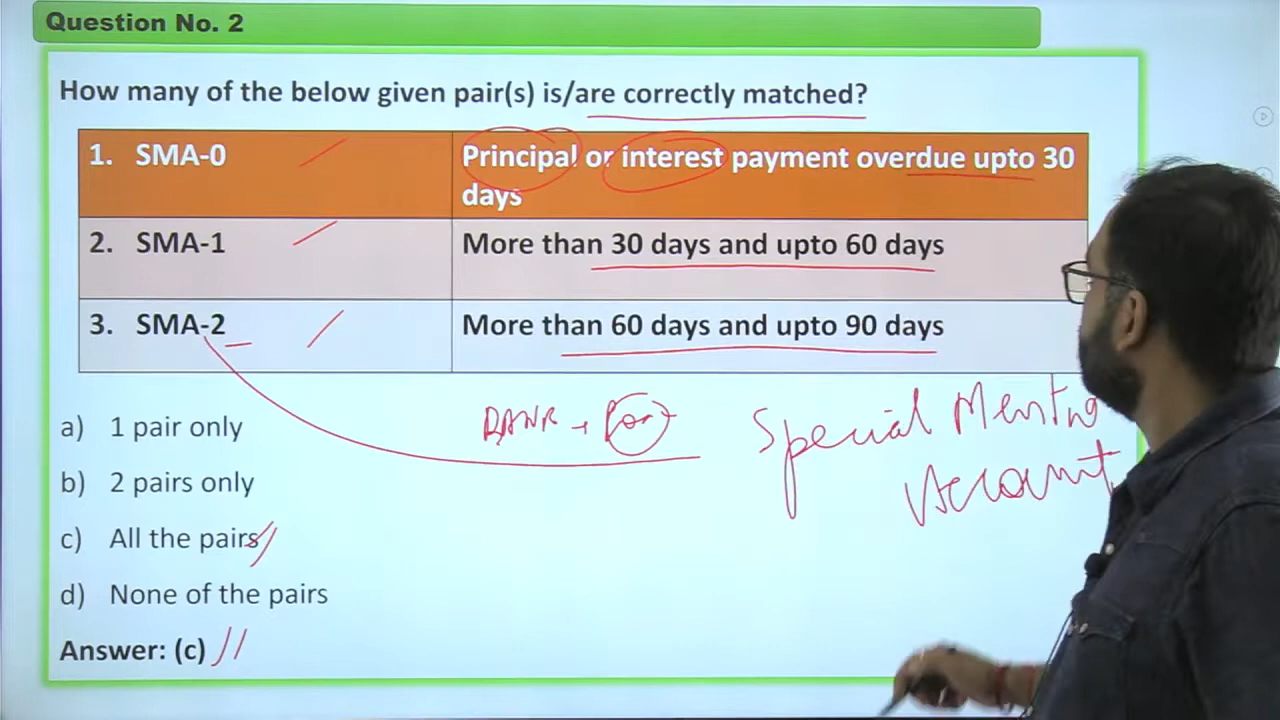 Question No. 2
How many of the below given pair(s) is/are correctly matched?
1. SMA-0
Principal or interest payment overdue upto 30
days
2. SMA-1
More than 30 days and upto 60 days
3. SMA-2
More than 60 days and upto 90 days
a) 1 pair only
b) 2 pairs only
c) All the pairs
d) None of the pairs
Answer: (c)
BANK +
Special
Account